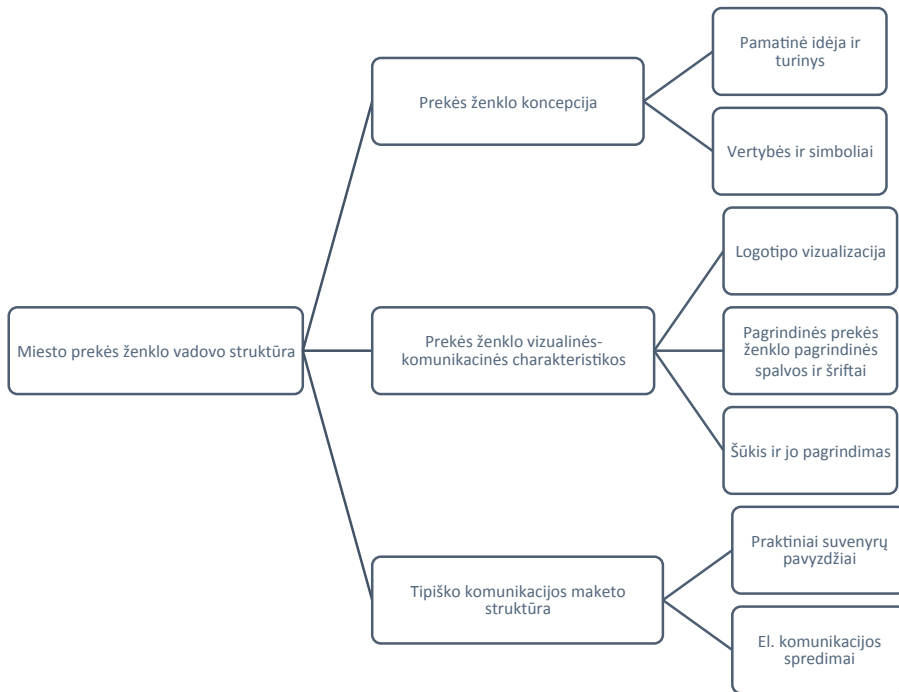 Pamatinė idėja ir
turinys
Prekės ženklo koncepcija
Vertybės ir simboliai
Logotipo vizualizacija
Miesto prekės ženklo vadovo struktūra
Prekės ženklo vizualinės-
komunikacinės charakteristikos
Pagrindinės prekės
ženklo pagrindinės
spalvos ir šriftai
Šūkis ir jo pagrindimas
Praktiniai suvenyrų
pavyzdžiai
Tipiško komunikacijos maketo
struktūra
El. komunikacijos
spredimai